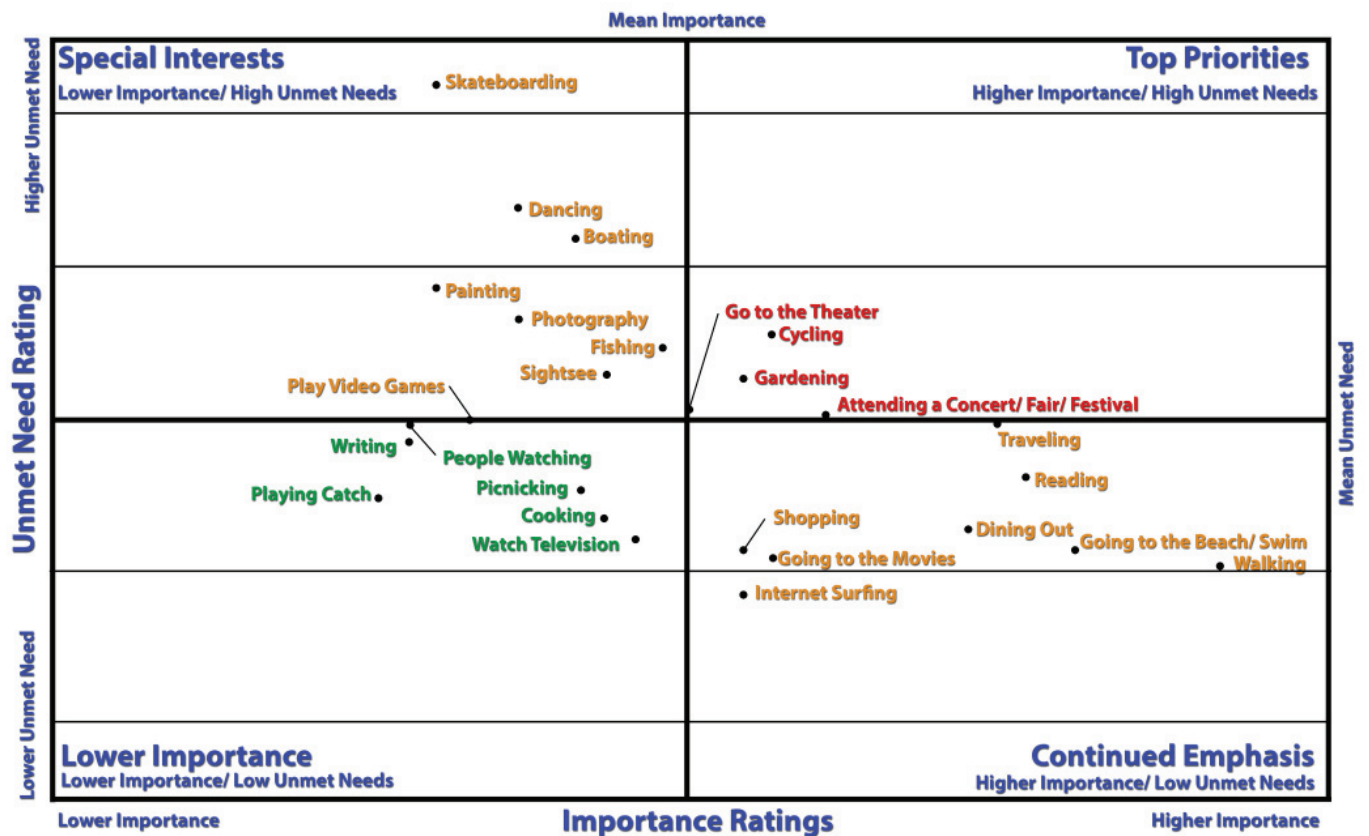 Mean Importance
Special Interests
Lower Importance/ High Unmet Needs
Top Priorities
Higher Importance/ High Unmet Needs
Higher Unmet Need
Skateboarding
Dancing
Boating
Painting
Photography
Fishing
Sightsee
Play Video Games
Go to the Theater
Cycling
Gardening
Attending a Concert/ Fair/ Festival
Unmet Need Rating
Mean Unmet Need
Writing
People Watching
Playing Catch
Picnicking
Cooking
Watch Television
Traveling
Reading
Shopping
Dining Out
Going to the Beach/ Swim
Going to the Movies
Walking
Internet Surfing
Lower Unmet Need
Lower Importance
Lower Importance/ Low Unmet Needs
Continued Emphasis
Higher Importance/ Low Unmet Needs
Lower Importance
Importance Ratings
Higher Importance